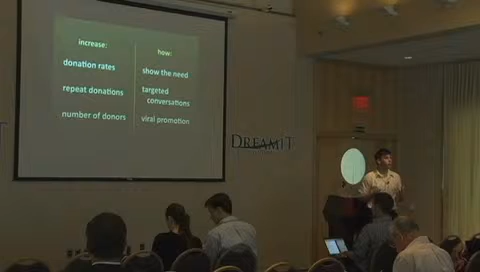 increase:
how:
donation rates
show the need
repeat donations
targeted
conversations
number of donors
viral promotion
DREAMIT